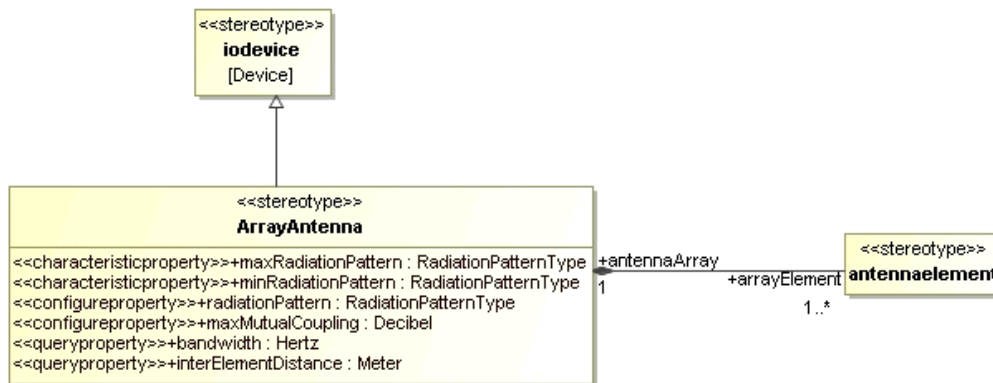 <<stereotype>>
iodevice
[Device]
<<stereotype>>
ArrayAntenna
<<characteristicproperty>>+maxRadiationPattern : RadiationPatternType
<<characteristicproperty>>+minRadiationPattern : RadiationPatternType
<<configureproperty>>+radiationPattern : RadiationPatternType
<<configureproperty>>+maxMutualCoupling : Decibel
<<queryproperty>>+bandwidth : Hertz
<<queryproperty>>+interElementDistance : Meter
+antennaArray
1
+arrayElement
1..*
<<stereotype>>
antennaelement